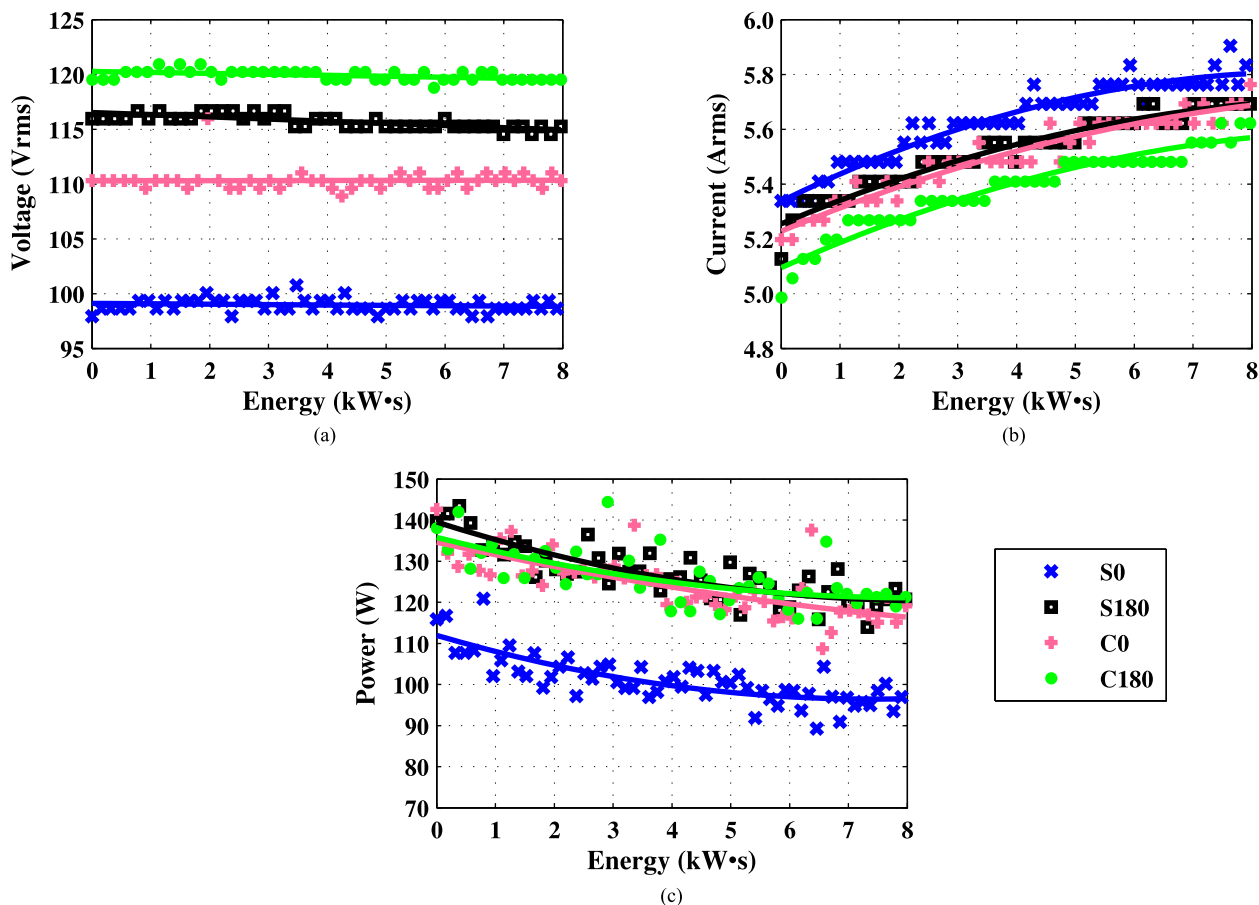 125
120
115
110
105
100
95
0 1 2 3 4 5 6 7 8
Voltage (Vrms)
Energy (kW•s)
(a)
6.0
5.8
5.6
5.4
5.2
5.0
4.8
0 1 2 3 4 5 6 7 8
Current (Arms)
Energy (kW•s)
(b)
150
140
130
120
110
100
90
80
70
0 1 2 3 4 5 6 7 8
Power (W)
Energy (kW•s)
(c)
S0
S180
C0
C180